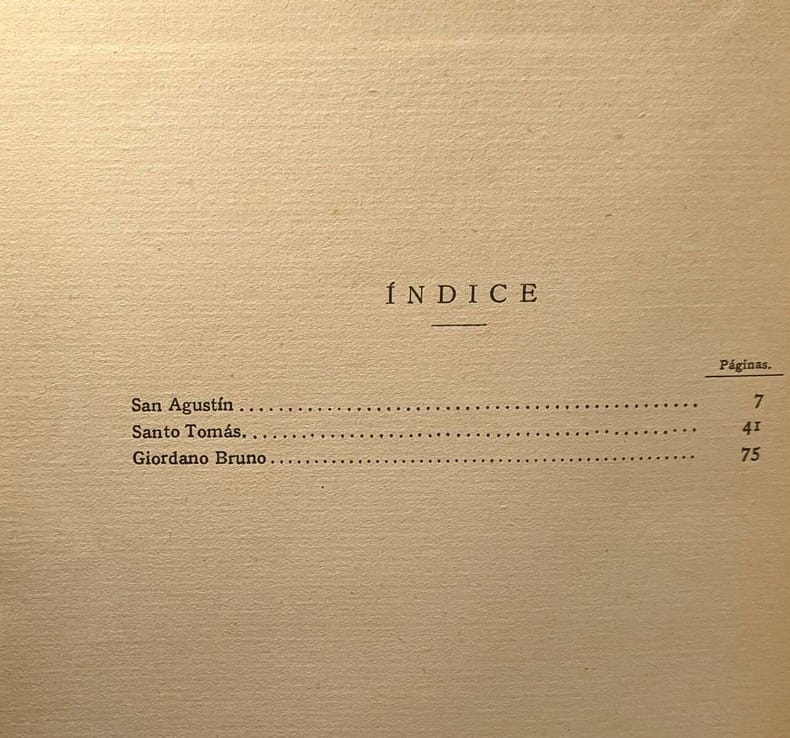 ÍNDICE
Páginas.
San Agustín ........................................ 7
Santo Tomás........................................ 41
Giordano Bruno........................................ 75